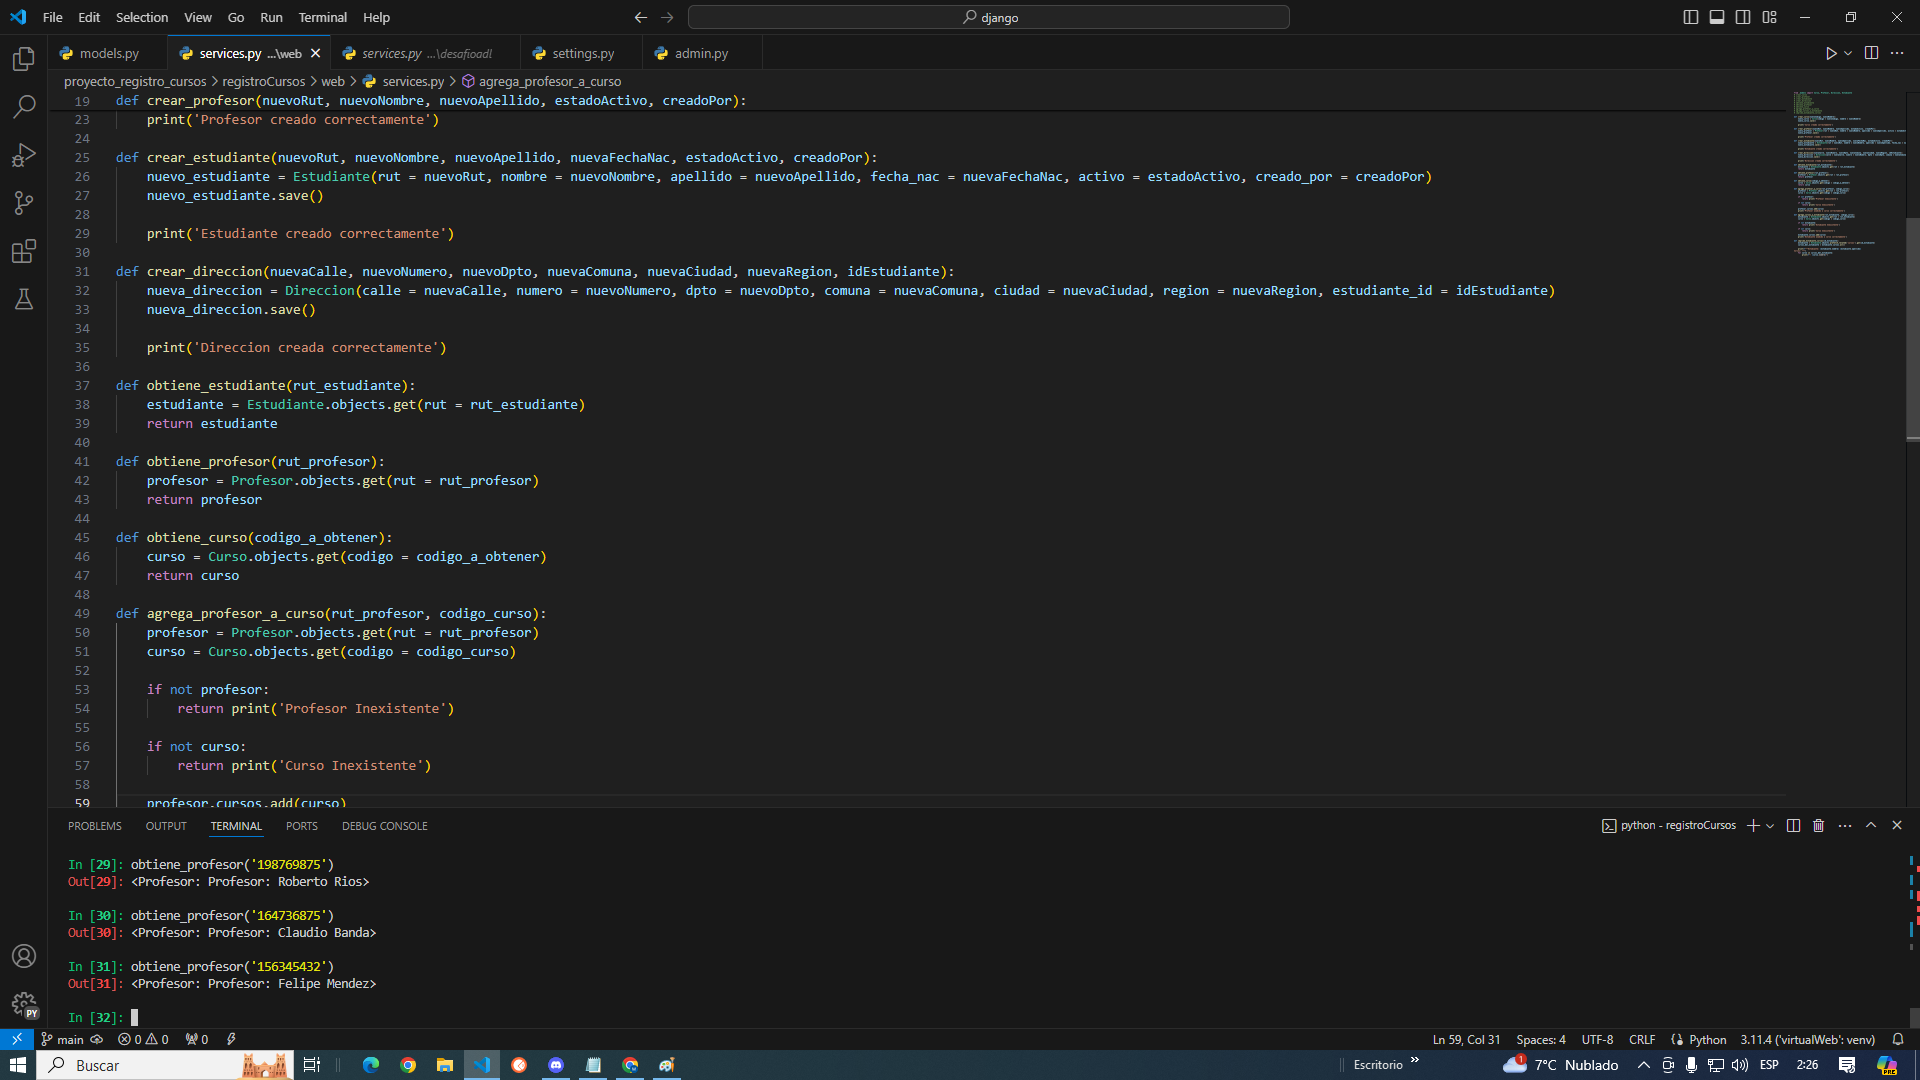 File Edit Selection View Go Run Terminal Help
django
models.py services.py ...\web services.py ...\desafioadl settings.py admin.py
proyecto_registro_cursos > registroCursos > web > services.py > agrega_profesor_a_curso
19 def crear_profesor(nuevoRut, nuevoNombre, nuevoApellido, estadoActivo, creadoPor):
23 print('Profesor creado correctamente')
24
25 def crear_estudiante(nuevoRut, nuevoNombre, nuevoApellido, nuevaFechaNac, estadoActivo, creadoPor):
26 nuevo_estudiante = Estudiante(rut = nuevoRut, nombre = nuevoNombre, apellido = nuevoApellido, fecha_nac = nuevaFechaNac, activo = estadoActivo, creado_por = creadoPor)
27 nuevo_estudiante.save()
28
29 print('Estudiante creado correctamente')
30
31 def crear_direccion(nuevaCalle, nuevoNumero, nuevoDpto, nuevaComuna, nuevaCiudad, nuevaRegion, idEstudiante):
32 nueva_direccion = Direccion(calle = nuevaCalle, numero = nuevoNumero, dpto = nuevoDpto, comuna = nuevaComuna, ciudad = nuevaCiudad, region = nuevaRegion, estudiante_id = idEstudiante)
33 nueva_direccion.save()
34
35 print('Direccion creada correctamente')
36
37 def obtiene_estudiante(rut_estudiante):
38 estudiante = Estudiante.objects.get(rut = rut_estudiante)
39 return estudiante
40
41 def obtiene_profesor(rut_profesor):
42 profesor = Profesor.objects.get(rut = rut_profesor)
43 return profesor
44
45 def obtiene_curso(codigo_a_obtener):
46 curso = Curso.objects.get(codigo = codigo_a_obtener)
47 return curso
48
49 def agrega_profesor_a_curso(rut_profesor, codigo_curso):
50 profesor = Profesor.objects.get(rut = rut_profesor)
51 curso = Curso.objects.get(codigo = codigo_curso)
52
53 if not profesor:
54 return print('Profesor Inexistente')
55
56 if not curso:
57 return print('Curso Inexistente')
58
59 profesor.cursos.add(curso)
PROBLEMS OUTPUT TERMINAL PORTS DEBUG CONSOLE python - registroCursos
In [29]: obtiene_profesor('198769875')
Out[29]: <Profesor: Profesor: Roberto Rios>
In [30]: obtiene_profesor('164736875')
Out[30]: <Profesor: Profesor: Claudio Banda>
In [31]: obtiene_profesor('156345432')
Out[31]: <Profesor: Profesor: Felipe Mendez>
In [32]:
PY
main 0 0 0 Ln 59, Col 31 Spaces: 4 UTF-8 CRLF Python 3.11.4 ('virtualWeb': venv)
Buscar Escritorio 1 7°C Nublado ESP 2:26 PRE